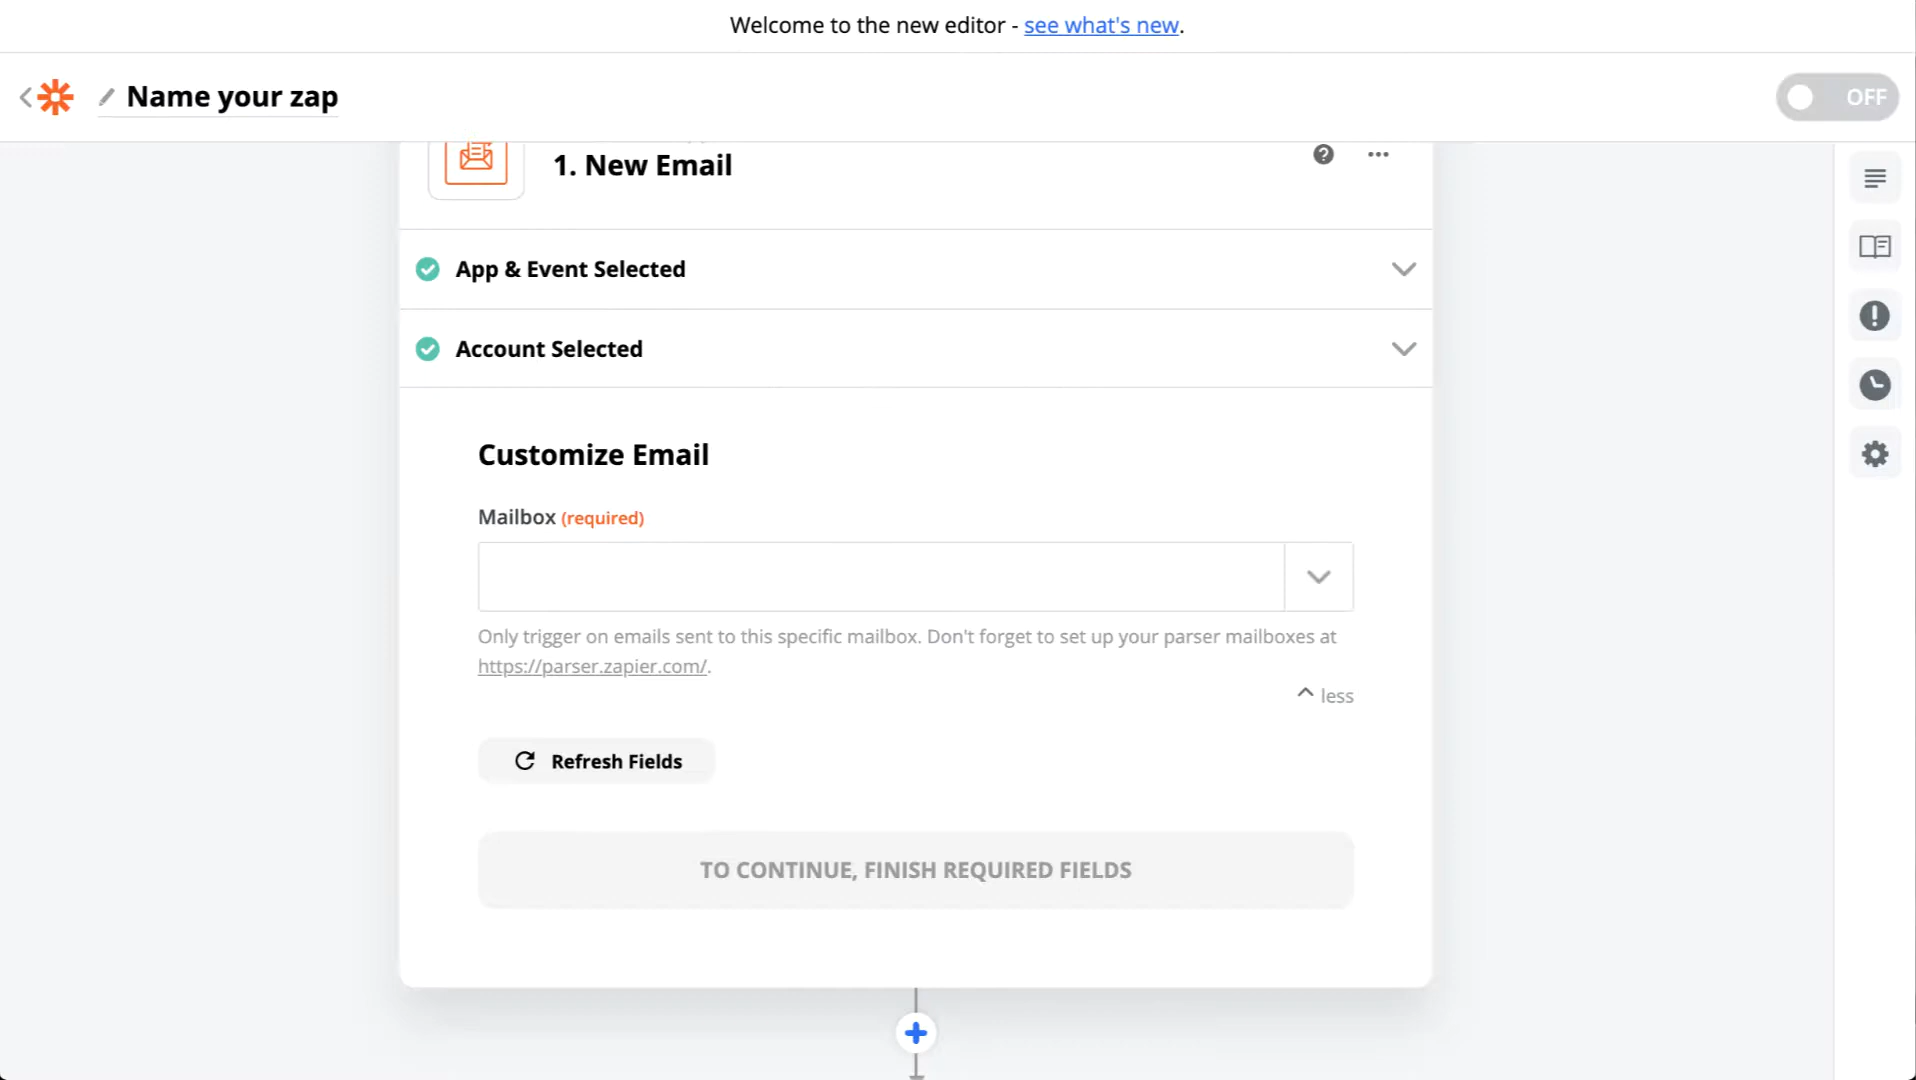 Welcome to the new editor - see what's new.
Name your zap
OFF
1. New Email
App & Event Selected
Account Selected
Customize Email
Mailbox (required)
Only trigger on emails sent to this specific mailbox. Don't forget to set up your parser mailboxes at
https://parser.zapier.com/.
less
Refresh Fields
TO CONTINUE, FINISH REQUIRED FIELDS